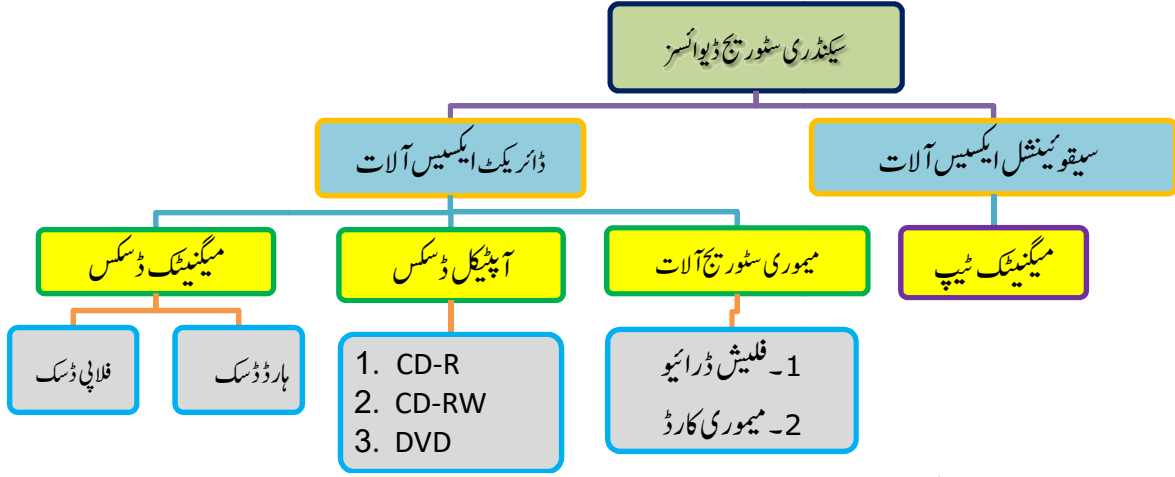 سیکنڈری سٹوریج ڈیوائسز
سیقوئینشل ایکسیس آلات
ڈائریکٹ ایکسیس آلات
میگنیٹک ٹیپ
میموری سٹوریج آلات
آپٹیکل ڈسکس
میگنیٹک ڈسکس
1۔ فلیش ڈرائیو
2۔ میموری کارڈ
1. CD-R
2. CD-RW
3. DVD
ہارڈ ڈسک
فلاپی ڈسک